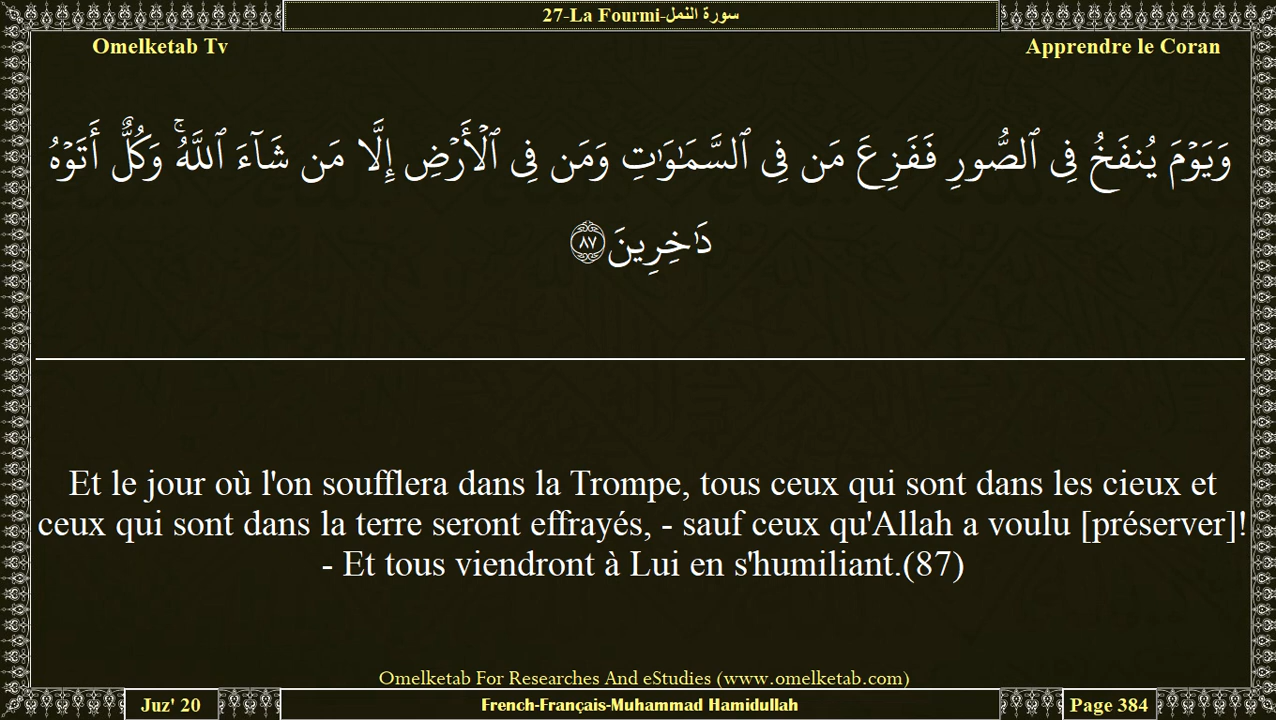 27-La Fourmi-سورة النمل
Omelketab Tv
Apprendre le Coran
وَيَوْمَ يُنفَخُ فِى ٱلصُّورِ فَفَزِعَ مَن فِى ٱلسَّمَٰوَٰتِ وَمَن فِى ٱلْأَرْضِ إِلَّا مَن شَآءَ ٱللَّهُ ۚ وَكُلٌّ أَتَوْهُ
دَٰخِرِينَ ٨٧
Et le jour où l'on soufflera dans la Trompe, tous ceux qui sont dans les cieux et
ceux qui sont dans la terre seront effrayés, - sauf ceux qu'Allah a voulu [préserver]!
- Et tous viendront à Lui en s'humiliant.(87)
Omelketab For Researches And eStudies (www.omelketab.com)
Juz' 20
French-Français-Muhammad Hamidullah
Page 384